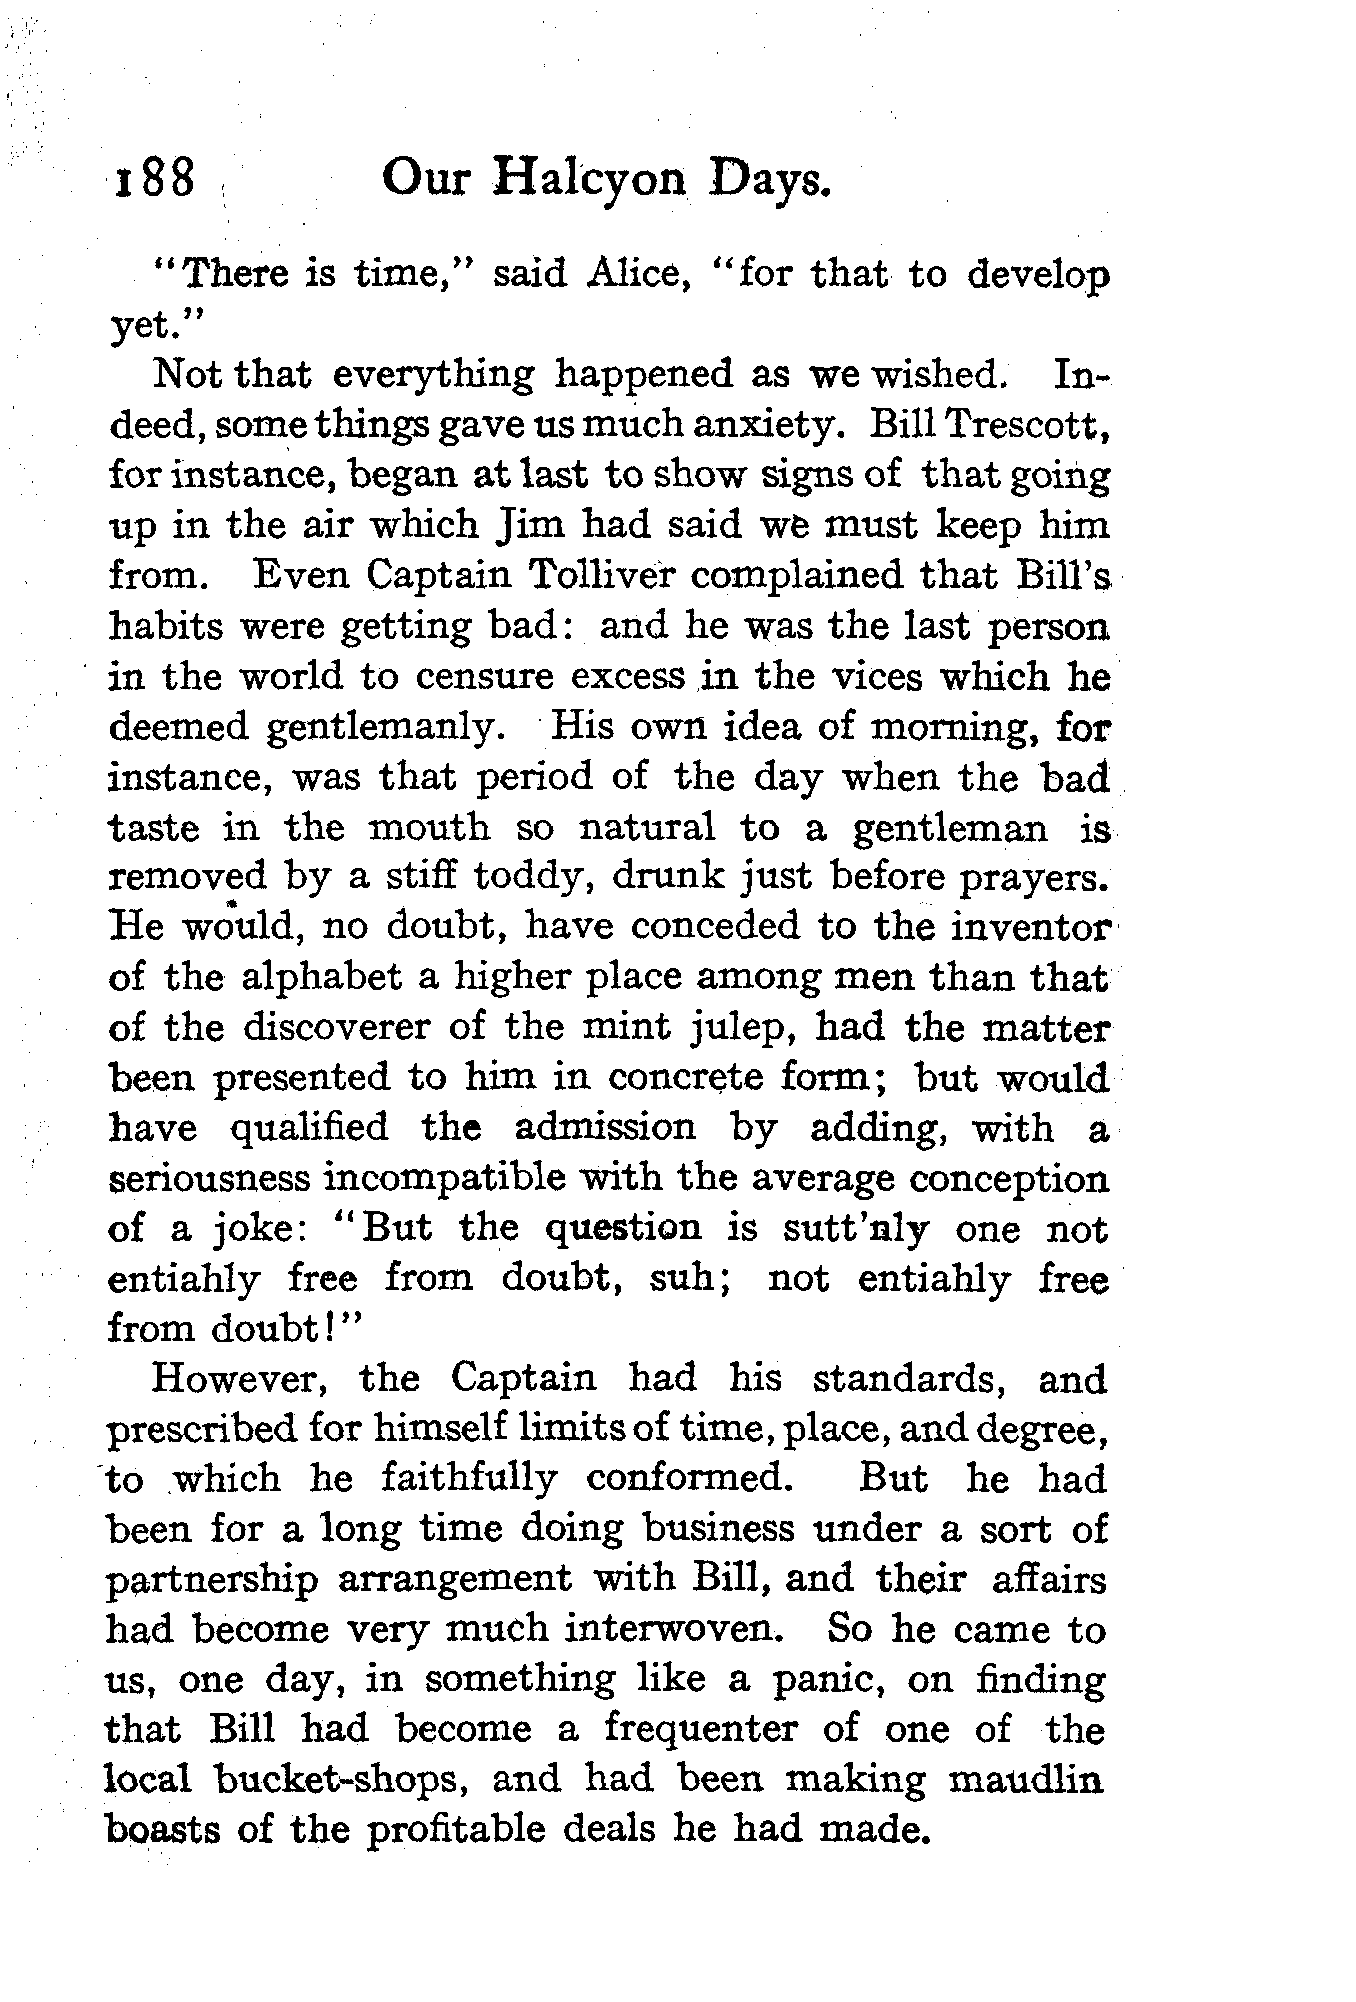 188 Our Halcyon Days.
"There is time," said Alice, "for that to develop
yet."
Not that everything happened as we wished. In-
deed, some things gave us much anxiety. Bill Trescott,
for instance, began at last to show signs of that going
up in the air which Jim had said we must keep him
from. Even Captain Tolliver complained that Bill's
habits were getting bad: and he was the last person
in the world to censure excess in the vices which he
deemed gentlemanly. His own idea of morning, for
instance, was that period of the day when the bad
taste in the mouth so natural to a gentleman is
removed by a stiff toddy, drunk just before prayers.
He would, no doubt, have conceded to the inventor
of the alphabet a higher place among men than that
of the discoverer of the mint julep, had the matter
been presented to him in concrete form; but would
have qualified the admission by adding, with a
seriousness incompatible with the average conception
of a joke: "But the question is sutt'nly one not
entiahly free from doubt, suh; not entiahly free
from doubt!"
However, the Captain had his standards, and
prescribed for himself limits of time, place, and degree,
to which he faithfully conformed. But he had
been for a long time doing business under a sort of
partnership arrangement with Bill, and their affairs
had become very much interwoven. So he came to
us, one day, in something like a panic, on finding
that Bill had become a frequenter of one of the
local bucket-shops, and had been making maudlin
boasts of the profitable deals he had made.